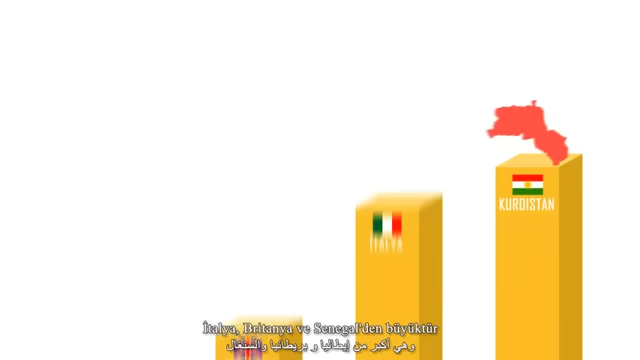 KURDISTAN
İTALYA
İtalya, Britanya ve Senegal'den büyüktür
وهي أكبر من إيطاليا و بريطانيا والسنغال